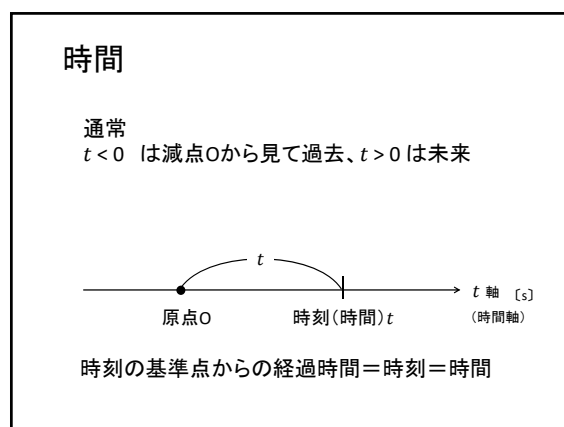 時間
通常
t < 0 は減点Oから見て過去、t > 0 は未来
t
t 軸 〔s〕
原点O 時刻(時間)t (時間軸)
時刻の基準点からの経過時間=時刻=時間